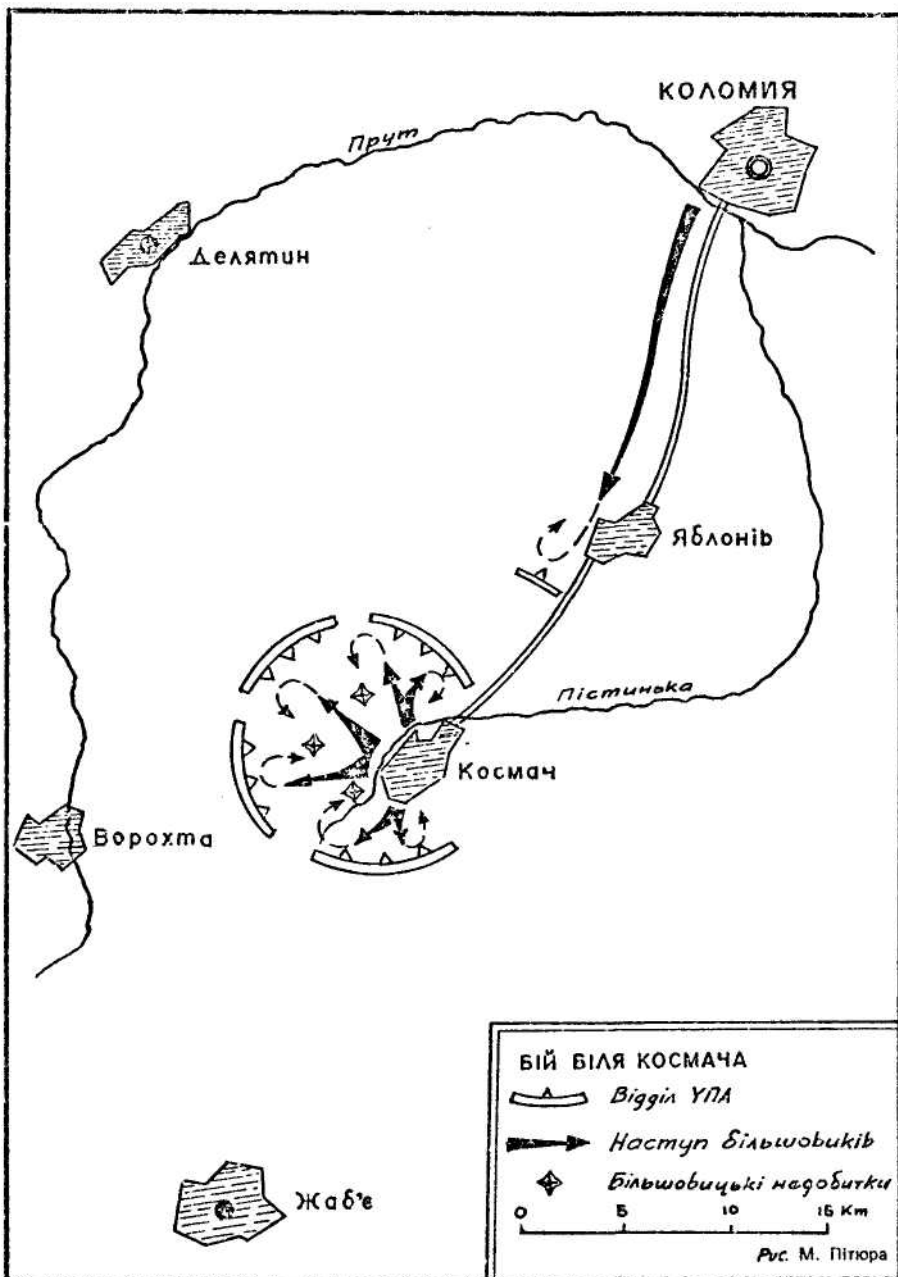 КОЛОМИЯ
Прут
Делятин
Яблонів
Пістинька
Космач
Ворохта
Жаб'є
БІЙ БІЛЯ КОСМАЧА
Відділ УПА
Наступ більшовиків
Більшовицькі надобитки
0 5 10 15 Km
Рис. М. Пітюра